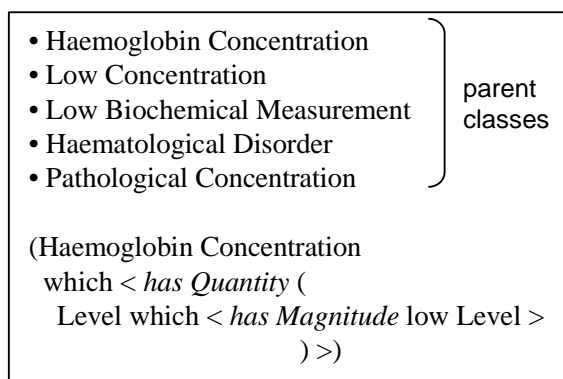 • Haemoglobin Concentration
• Low Concentration
• Low Biochemical Measurement
• Haematological Disorder
• Pathological Concentration
parent
classes
(Haemoglobin Concentration
which < has Quantity (
Level which < has Magnitude low Level >
) >)